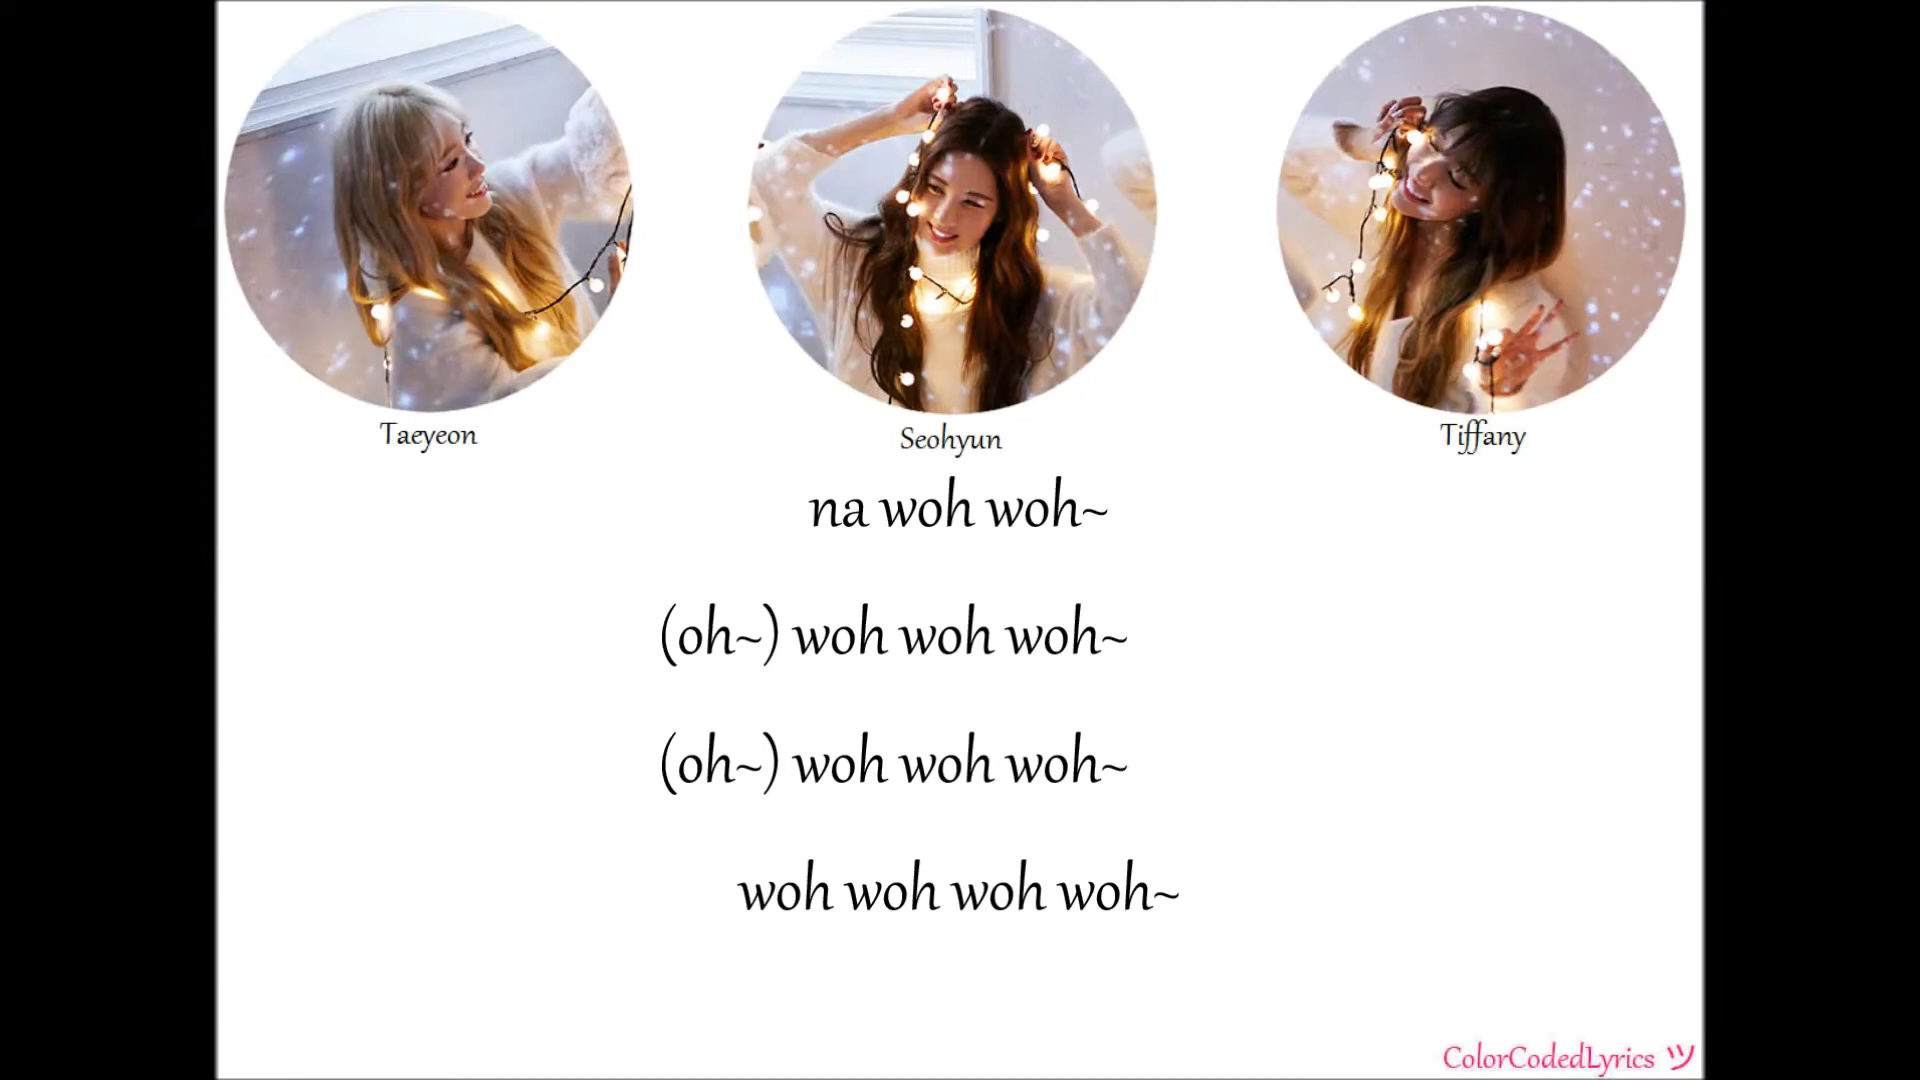 Taeyeon
Seohyun
Tiffany
na woh woh~
(oh~) woh woh woh~
(oh~) woh woh woh~
woh woh woh woh~
ColorCodedLyrics ツ